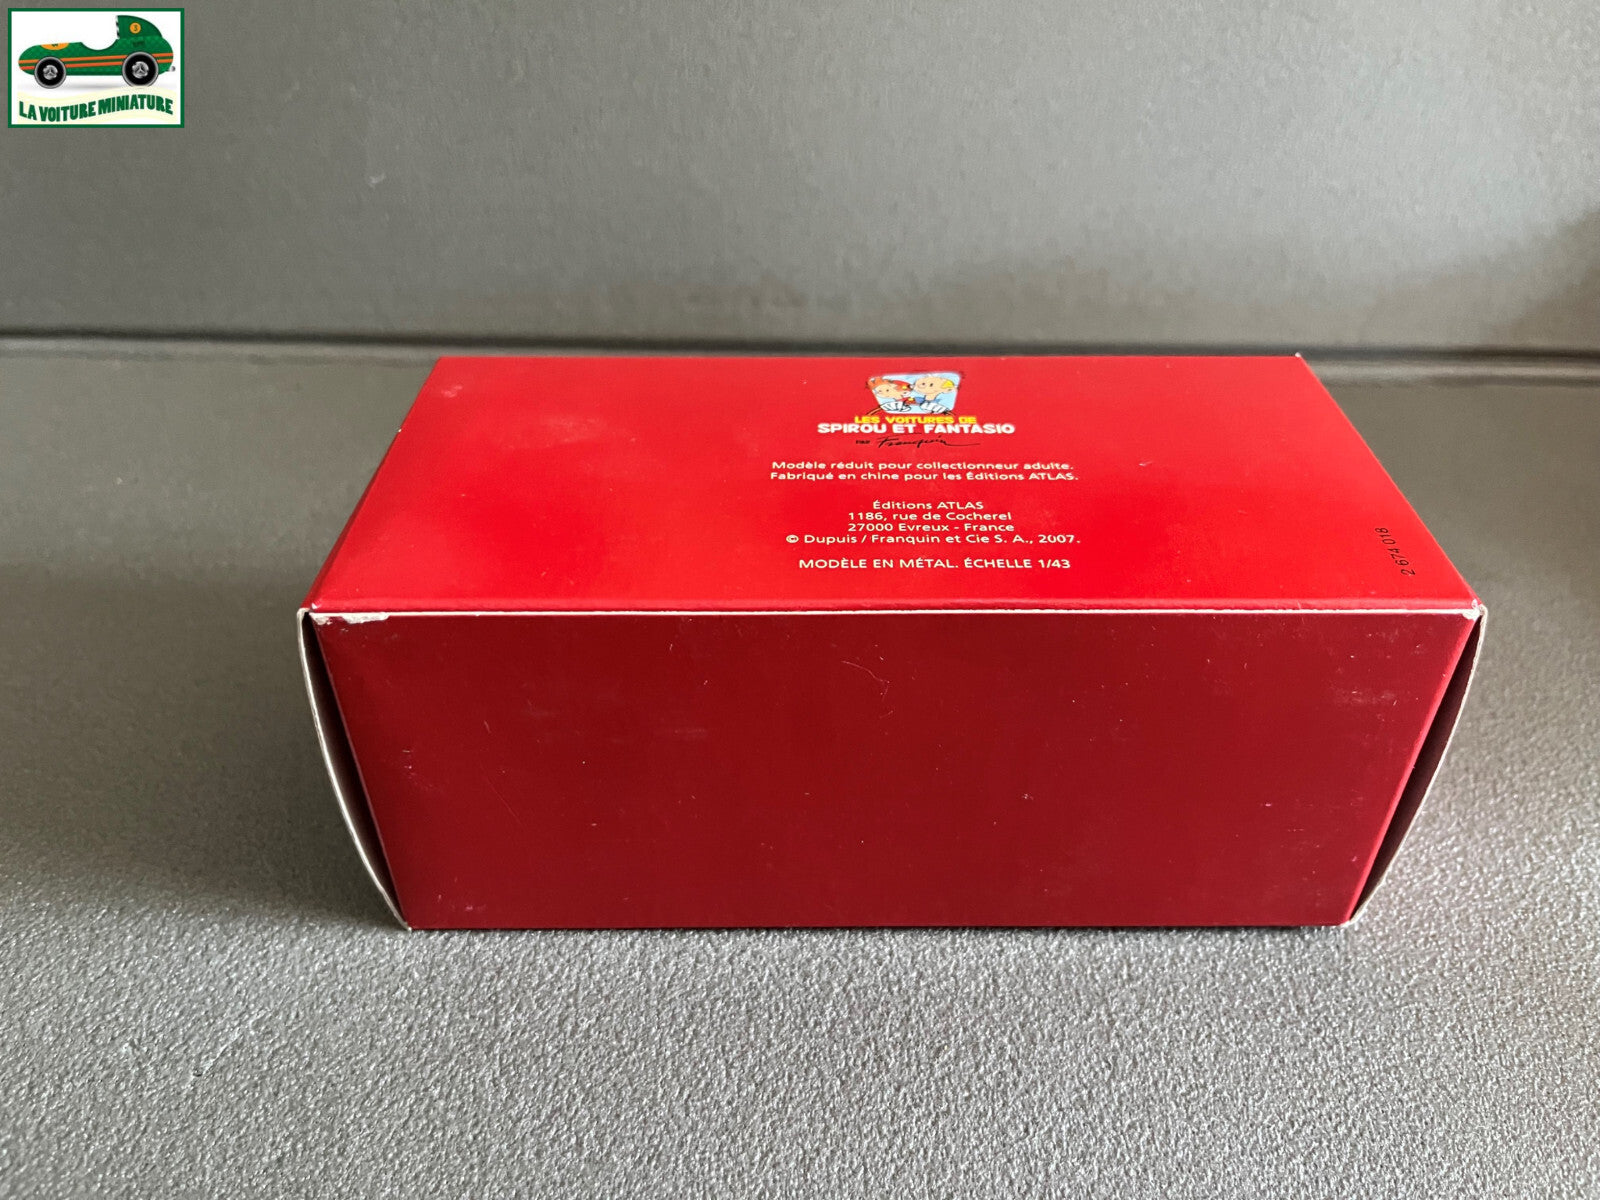 LA VOITURE MINIATURE
LES VOITURES DE
SPIROU ET FANTASIO
PAR Franquin
Modèle réduit pour collectionneur adulte.
Fabriqué en chine pour les Éditions ATLAS.
Éditions ATLAS
1186, rue de Cocherel
27000 Evreux - France
© Dupuis / Franquin et Cie S. A., 2007.
MODÈLE EN MÉTAL. ÉCHELLE 1/43
2 674 018